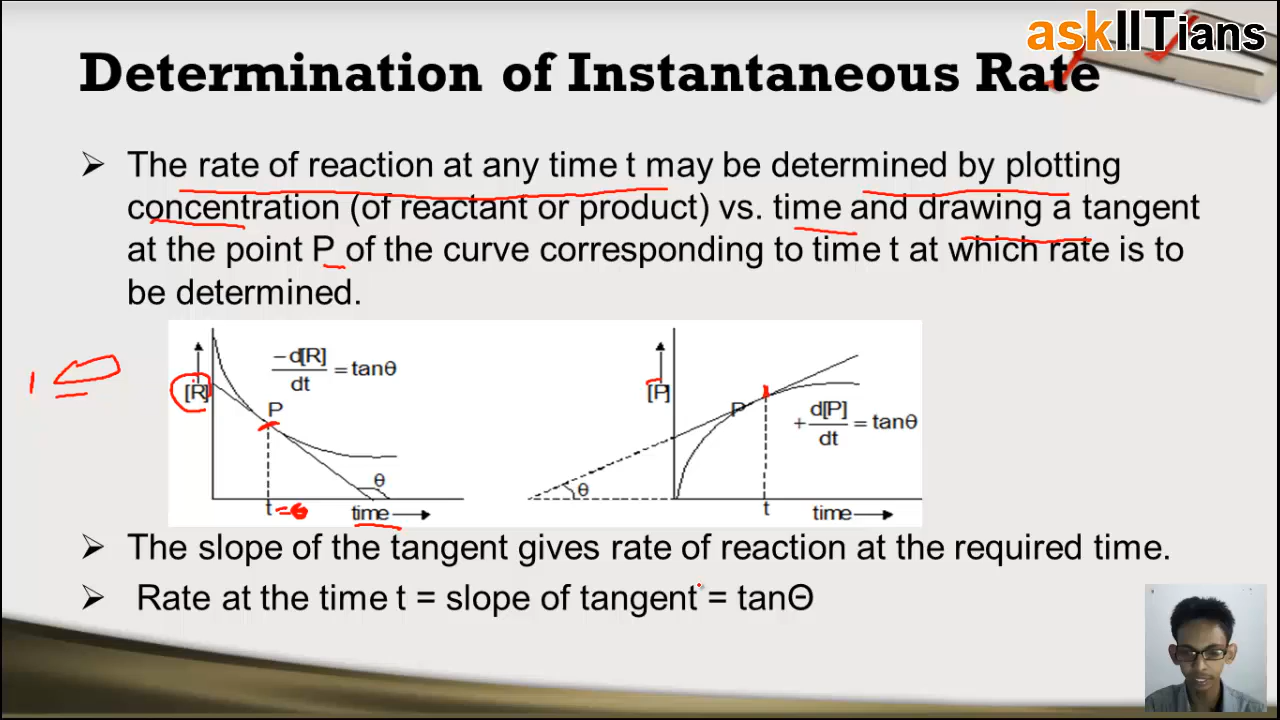 askIITians
Determination of Instantaneous Rate
➢ The rate of reaction at any time t may be determined by plotting
concentration (of reactant or product) vs. time and drawing a tangent
at the point P of the curve corresponding to time t at which rate is to
be determined.
[R]
−d[R]/dt = tanθ
P
θ
t = 6
time
[P]
P
+ d[P]/dt = tanθ
θ
t
time
➢ The slope of the tangent gives rate of reaction at the required time.
➢ Rate at the time t = slope of tangent = tanΘ